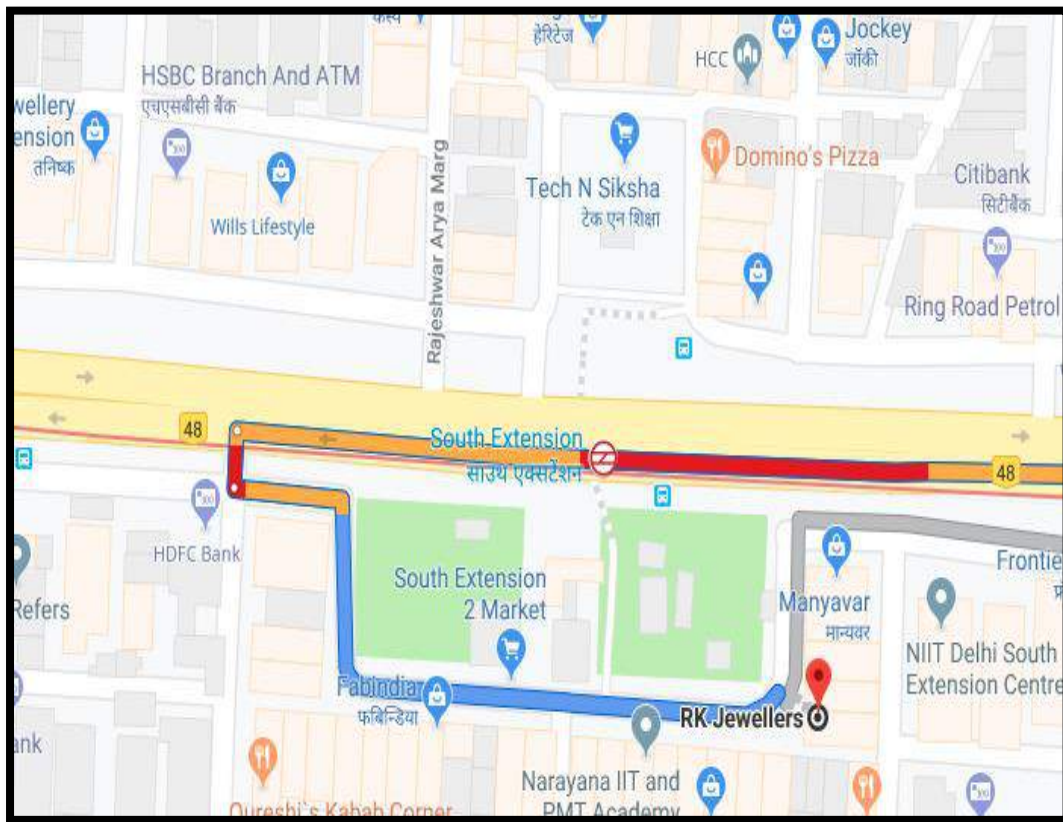 हेरिटेज
HCC
Jockey
जॉकी
HSBC Branch And ATM
एचएसबीसी बैंक
wellery
ension
तनिष्क
Wills Lifestyle
Rajeshwar Arya Marg
Tech N Siksha
टेक एन शिक्षा
Domino's Pizza
Citibank
सिटीबैंक
Ring Road Petrol
48
South Extension
साउथ एक्सटेंशन
48
HDFC Bank
Refers
South Extension
2 Market
Manyavar
मान्यवर
Frontie
NIIT Delhi South
Extension Centre
Fabindia
फबिन्डिया
RK Jewellers
ank
Narayana IIT and
PMT Academy
Qureshi's Kabab Corner